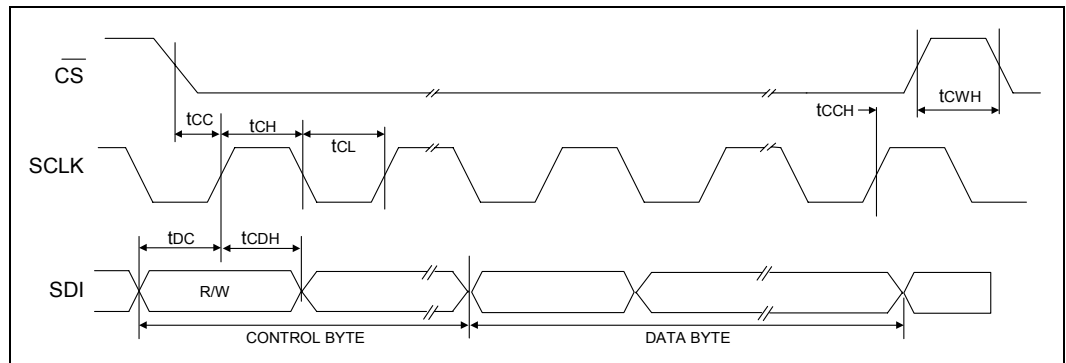 CS
tCC
tCH
tCL
tCCH
tCWH
SCLK
tDC
tCDH
SDI
R/W
CONTROL BYTE
DATA BYTE